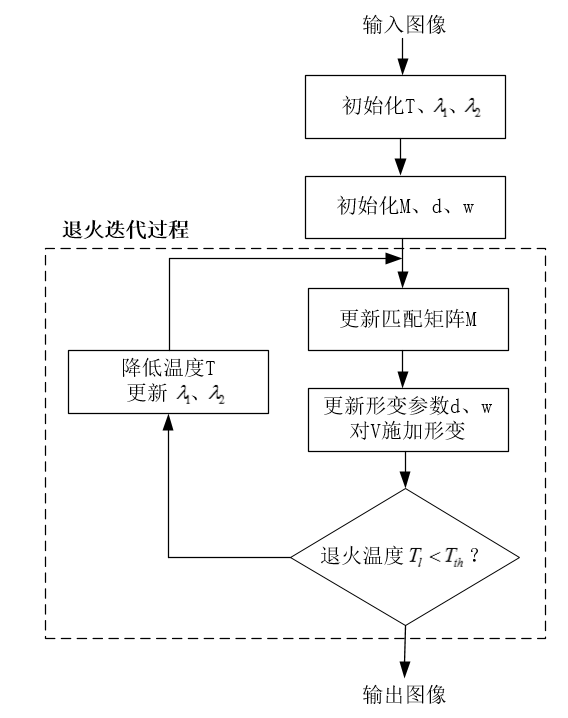 输入图像
初始化T、λ₁、λ₂
初始化M、d、w
退火迭代过程
更新匹配矩阵M
降低温度T
更新 λ₁、λ₂
更新形变参数d、w
对V施加形变
退火温度 T_I < T_th ?
输出图像